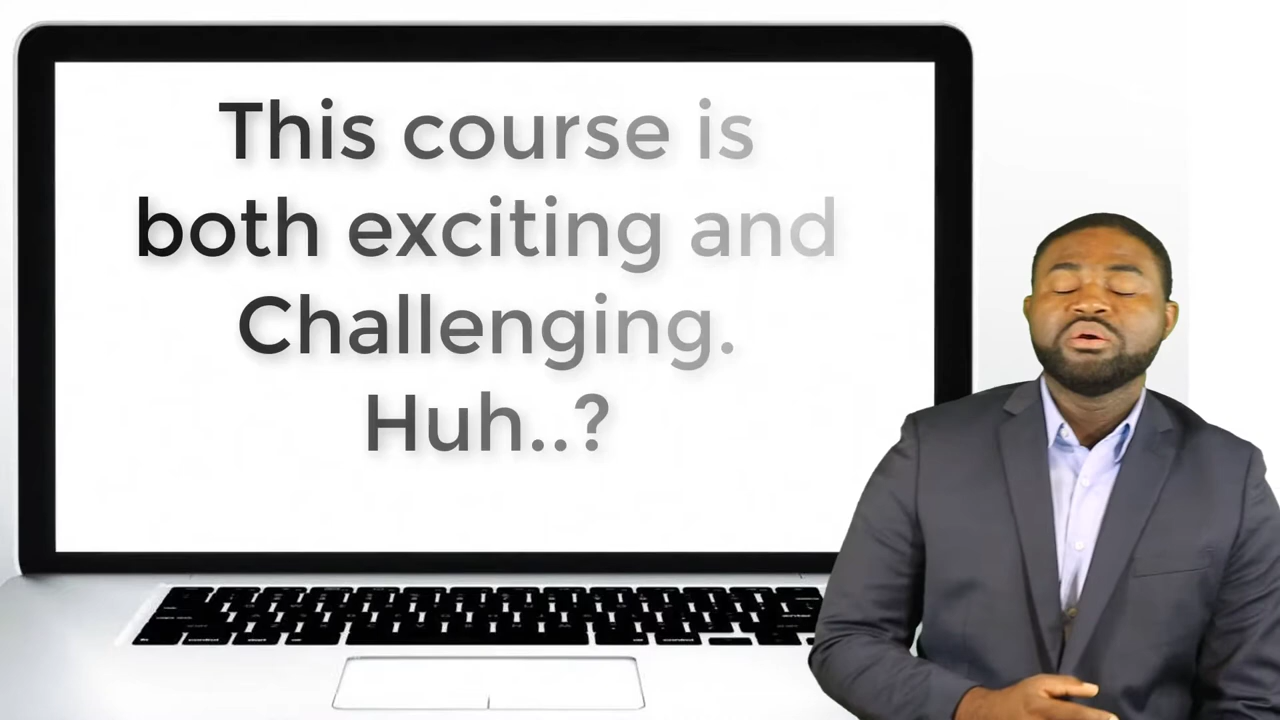 This course is
both exciting and
Challenging.
Huh..?